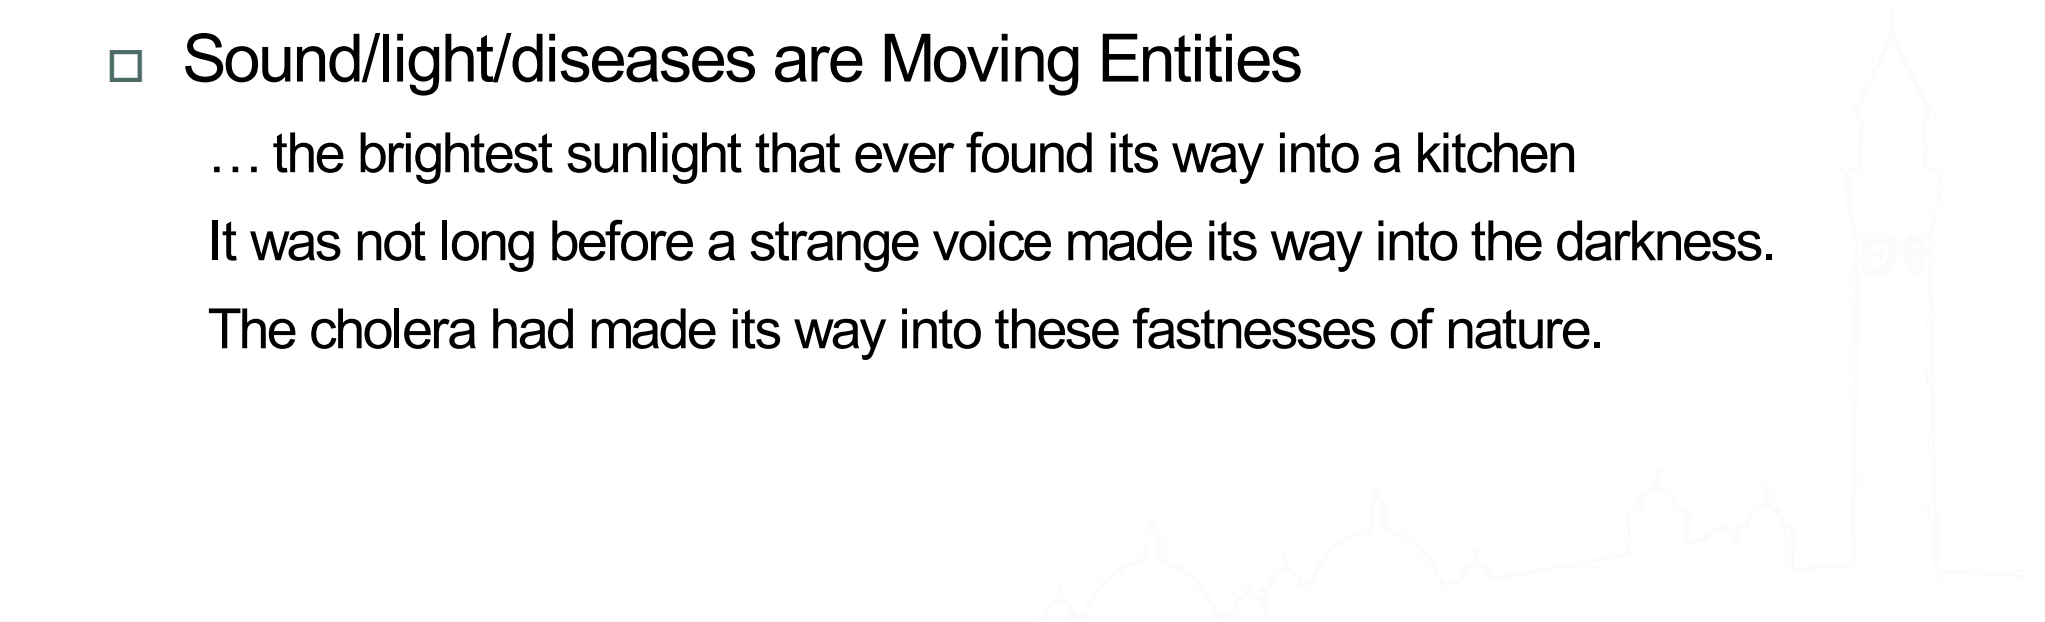 Sound/light/diseases are Moving Entities
… the brightest sunlight that ever found its way into a kitchen
It was not long before a strange voice made its way into the darkness.
The cholera had made its way into these fastnesses of nature.